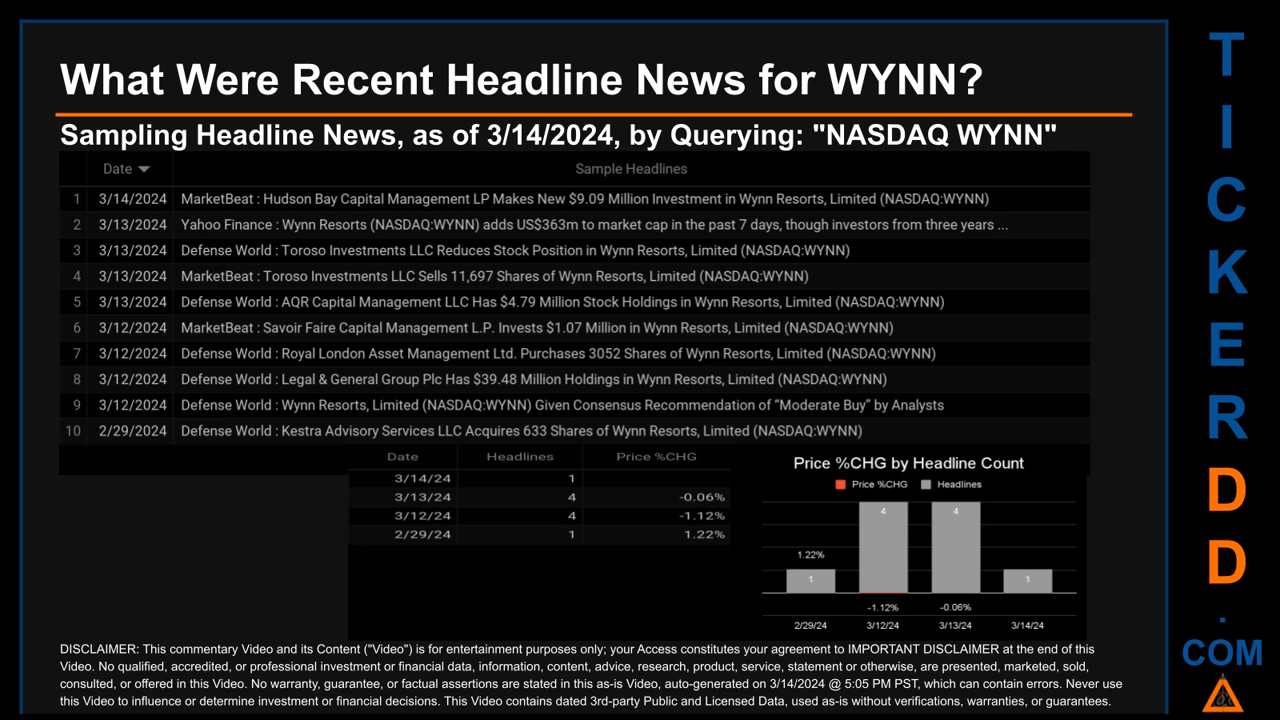 What Were Recent Headline News for WYNN?
Sampling Headline News, as of 3/14/2024, by Querying: "NASDAQ WYNN"
Date Sample Headlines
1 3/14/2024 MarketBeat : Hudson Bay Capital Management LP Makes New $9.09 Million Investment in Wynn Resorts, Limited (NASDAQ:WYNN)
2 3/13/2024 Yahoo Finance : Wynn Resorts (NASDAQ:WYNN) adds US$363m to market cap in the past 7 days, though investors from three years ...
3 3/13/2024 Defense World : Toroso Investments LLC Reduces Stock Position in Wynn Resorts, Limited (NASDAQ:WYNN)
4 3/13/2024 MarketBeat : Toroso Investments LLC Sells 11,697 Shares of Wynn Resorts, Limited (NASDAQ:WYNN)
5 3/13/2024 Defense World : AQR Capital Management LLC Has $4.79 Million Stock Holdings in Wynn Resorts, Limited (NASDAQ:WYNN)
6 3/12/2024 MarketBeat : Savoir Faire Capital Management L.P. Invests $1.07 Million in Wynn Resorts, Limited (NASDAQ:WYNN)
7 3/12/2024 Defense World : Royal London Asset Management Ltd. Purchases 3052 Shares of Wynn Resorts, Limited (NASDAQ:WYNN)
8 3/12/2024 Defense World : Legal & General Group Plc Has $39.48 Million Holdings in Wynn Resorts, Limited (NASDAQ:WYNN)
9 3/12/2024 Defense World : Wynn Resorts, Limited (NASDAQ:WYNN) Given Consensus Recommendation of “Moderate Buy” by Analysts
10 2/29/2024 Defense World : Kestra Advisory Services LLC Acquires 633 Shares of Wynn Resorts, Limited (NASDAQ:WYNN)
Date Headlines Price %CHG
3/14/24 1
3/13/24 4 -0.06%
3/12/24 4 -1.12%
2/29/24 1 1.22%
Price %CHG by Headline Count
Price %CHG Headlines
4 4
1.22%
1 1
-1.12% -0.06%
2/29/24 3/12/24 3/13/24 3/14/24
DISCLAIMER: This commentary Video and its Content ("Video") is for entertainment purposes only; your Access constitutes your agreement to IMPORTANT DISCLAIMER at the end of this
Video. No qualified, accredited, or professional investment or financial data, information, content, advice, research, product, service, statement or otherwise, are presented, marketed, sold,
consulted, or offered in this Video. No warranty, guarantee, or factual assertions are stated in this as-is Video, auto-generated on 3/14/2024 @ 5:05 PM PST, which can contain errors. Never use
this Video to influence or determine investment or financial decisions. This Video contains dated 3rd-party Public and Licensed Data, used as-is without verifications, warranties, or guarantees.
T
I
C
K
E
R
D
D
.
COM